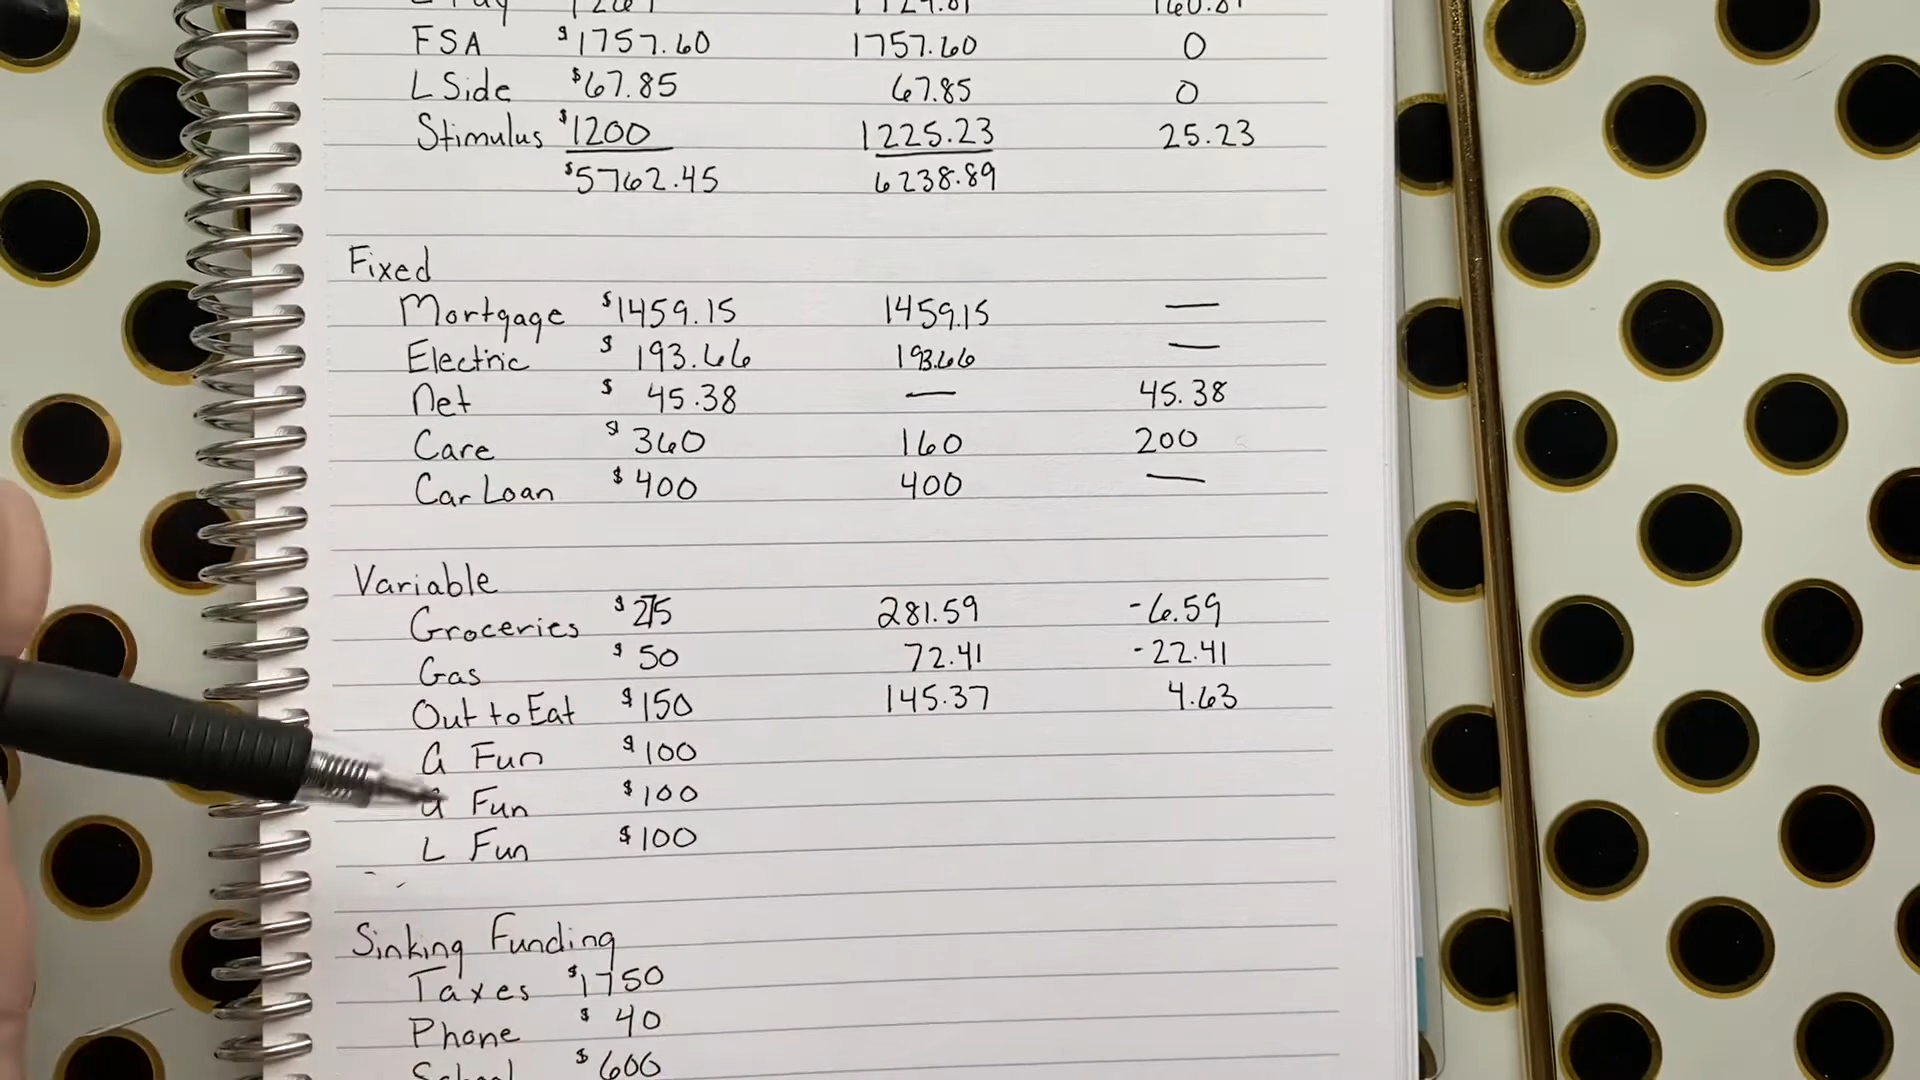 FSA $1757.60 1757.60 0
L Side $67.85 67.85 0
Stimulus $1200 1225.23 25.23
$5762.45 6238.89
Fixed
Mortgage $1459.15 1459.15 —
Electric $193.66 193.66 —
Net $45.38 — 45.38
Care $360 160 200
Car Loan $400 400 —
Variable
Groceries $275 281.59 -6.59
Gas $50 72.41 -22.41
Out to Eat $150 145.37 4.63
G Fun $100
Fun $100
L Fun $100
Sinking Funding
Taxes $1750
Phone $40
$600